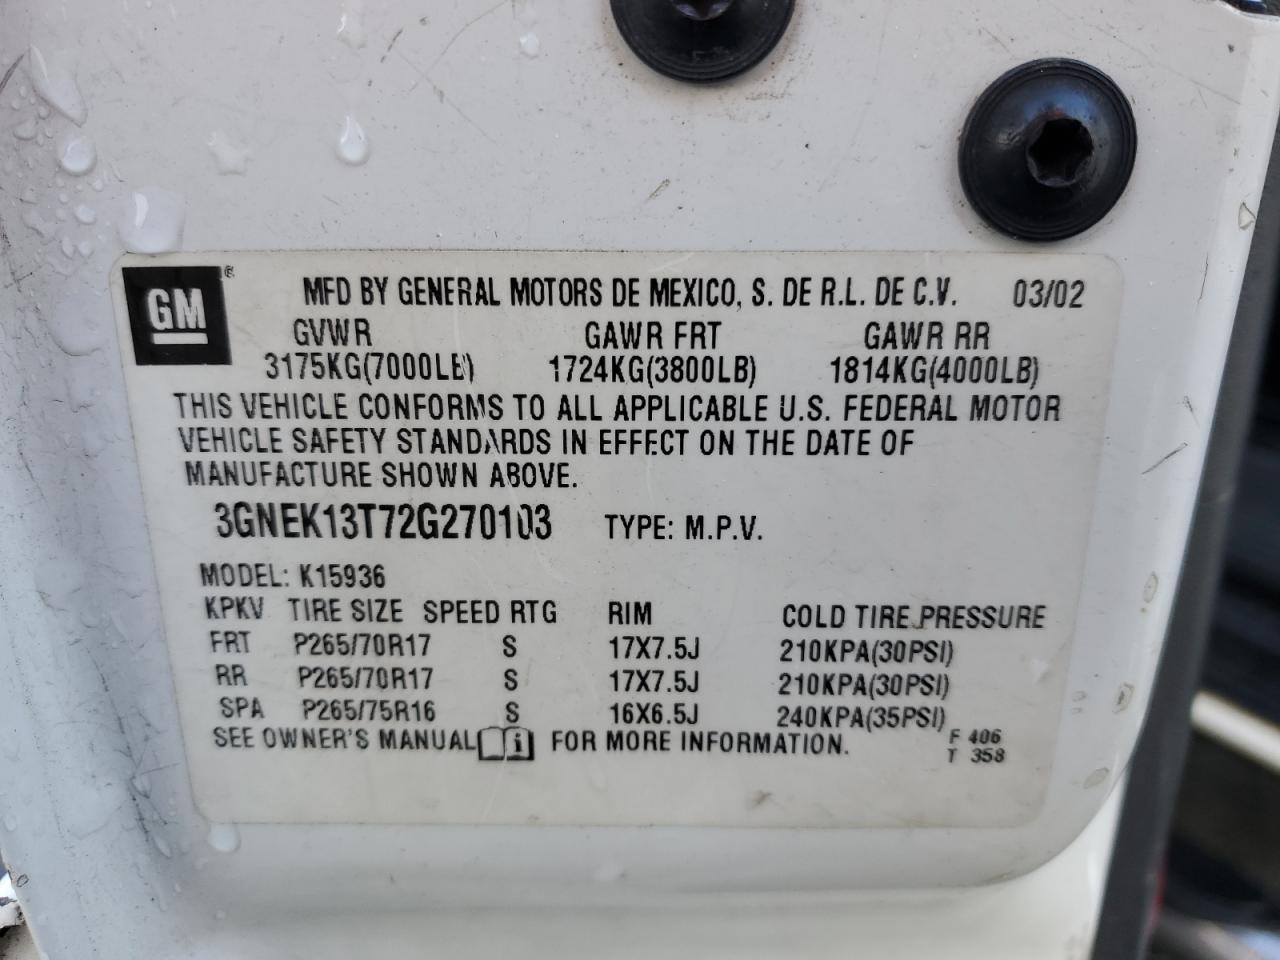 GM ® MFD BY GENERAL MOTORS DE MEXICO, S. DE R.L. DE C.V. 03/02
GVWR GAWR FRT GAWR RR
3175KG(7000LB) 1724KG(3800LB) 1814KG(4000LB)
THIS VEHICLE CONFORMS TO ALL APPLICABLE U.S. FEDERAL MOTOR
VEHICLE SAFETY STANDARDS IN EFFECT ON THE DATE OF
MANUFACTURE SHOWN ABOVE.
3GNEK13T72G270103 TYPE: M.P.V.
MODEL: K15936
KPKV TIRE SIZE SPEED RTG RIM COLD TIRE PRESSURE
FRT P265/70R17 S 17X7.5J 210KPA(30PSI)
RR P265/70R17 S 17X7.5J 210KPA(30PSI)
SPA P265/75R16 S 16X6.5J 240KPA(35PSI)
SEE OWNER'S MANUAL FOR MORE INFORMATION. F 406
T 358